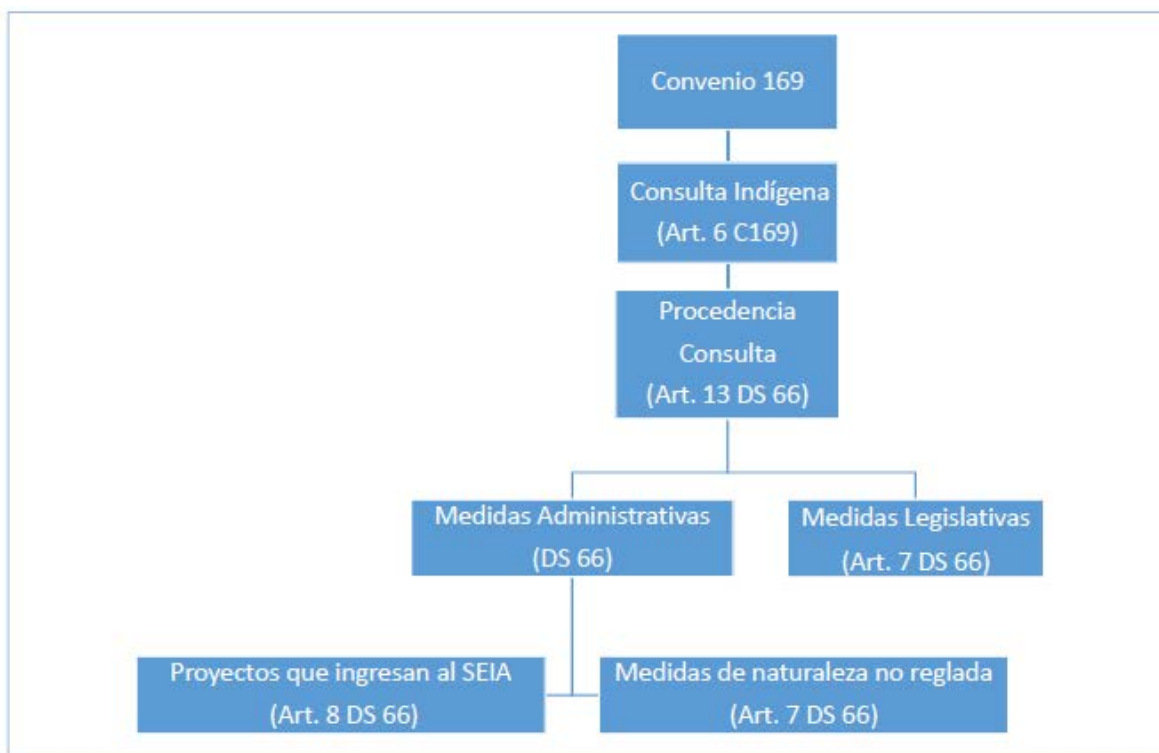 Convenio 169
Consulta Indígena
(Art. 6 C169)
Procedencia
Consulta
(Art. 13 DS 66)
Medidas Administrativas
(DS 66)
Medidas Legislativas
(Art. 7 DS 66)
Proyectos que ingresan al SEIA
(Art. 8 DS 66)
Medidas de naturaleza no reglada
(Art. 7 DS 66)